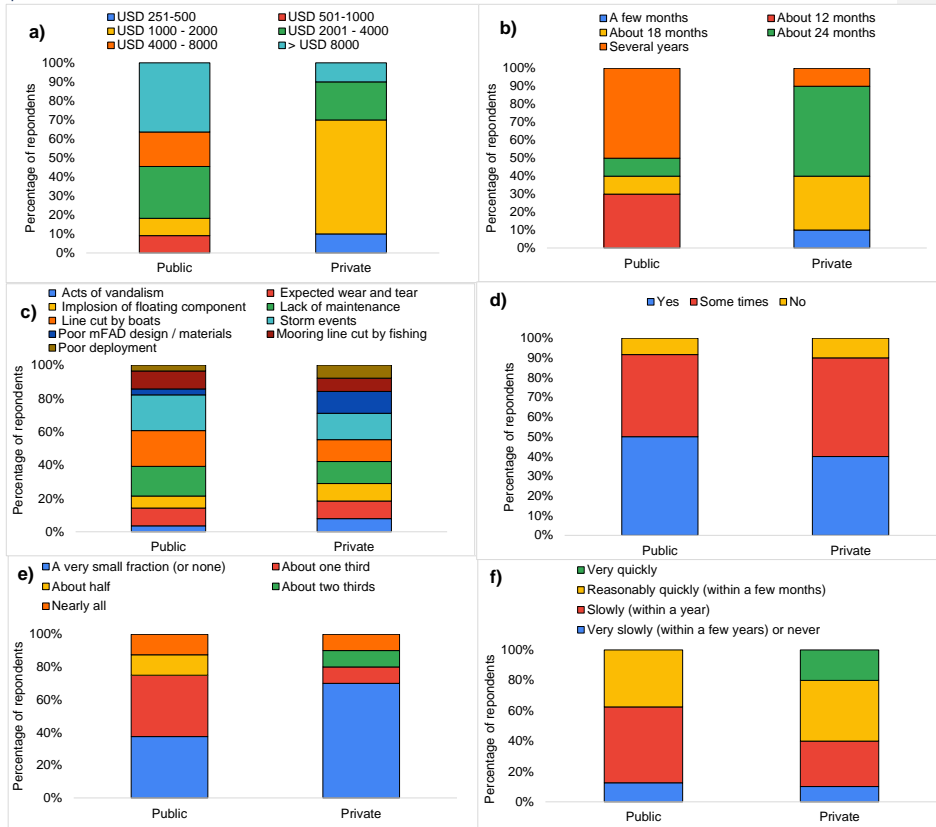 a)
USD 251-500 USD 501-1000
USD 1000 - 2000 USD 2001 - 4000
USD 4000 - 8000 > USD 8000
Percentage of repondents
100%
90%
80%
70%
60%
50%
40%
30%
20%
10%
0%
Public Private
b)
A few months About 12 months
About 18 months About 24 months
Several years
Percentage of repondents
100%
90%
80%
70%
60%
50%
40%
30%
20%
10%
0%
Public Private
c)
Acts of vandalism Expected wear and tear
Implosion of floating component Lack of maintenance
Line cut by boats Storm events
Poor mFAD design / materials Mooring line cut by fishing
Poor deployment
Percentage of respondents
100%
80%
60%
40%
20%
0%
Public Private
d)
Yes Some times No
Percentage of respondents
100%
90%
80%
70%
60%
50%
40%
30%
20%
10%
0%
Public Private
e)
A very small fraction (or none) About one third
About half About two thirds
Nearly all
Percentage of respondents
100%
80%
60%
40%
20%
0%
Public Private
f)
Very quickly
Reasonably quickly (within a few months)
Slowly (within a year)
Very slowly (within a few years) or never
Percentage of respondents
100%
80%
60%
40%
20%
0%
Public Private